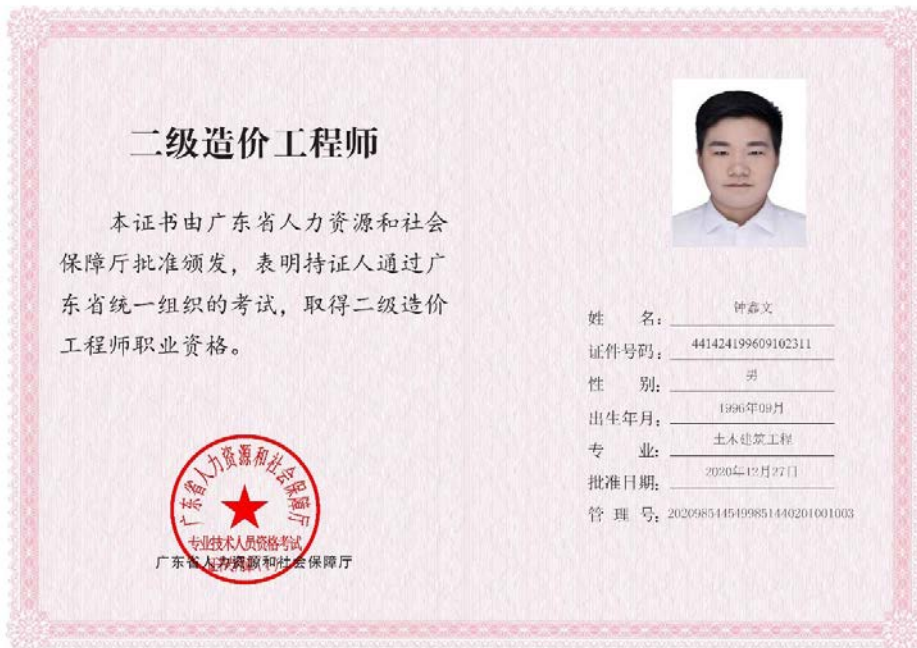 二级造价工程师
本证书由广东省人力资源和社会
保障厅批准颁发，表明持证人通过广
东省统一组织的考试，取得二级造价
工程师职业资格。
广东省人力资源和社会保障厅
专业技术人员资格考试
广东省人力资源和社会保障厅
姓 名：钟鑫文
证件号码：441424199609102311
性 别：男
出生年月：1996年09月
专 业：土木建筑工程
批准日期：2020年12月27日
管 理 号：20209854454998514402010010​03